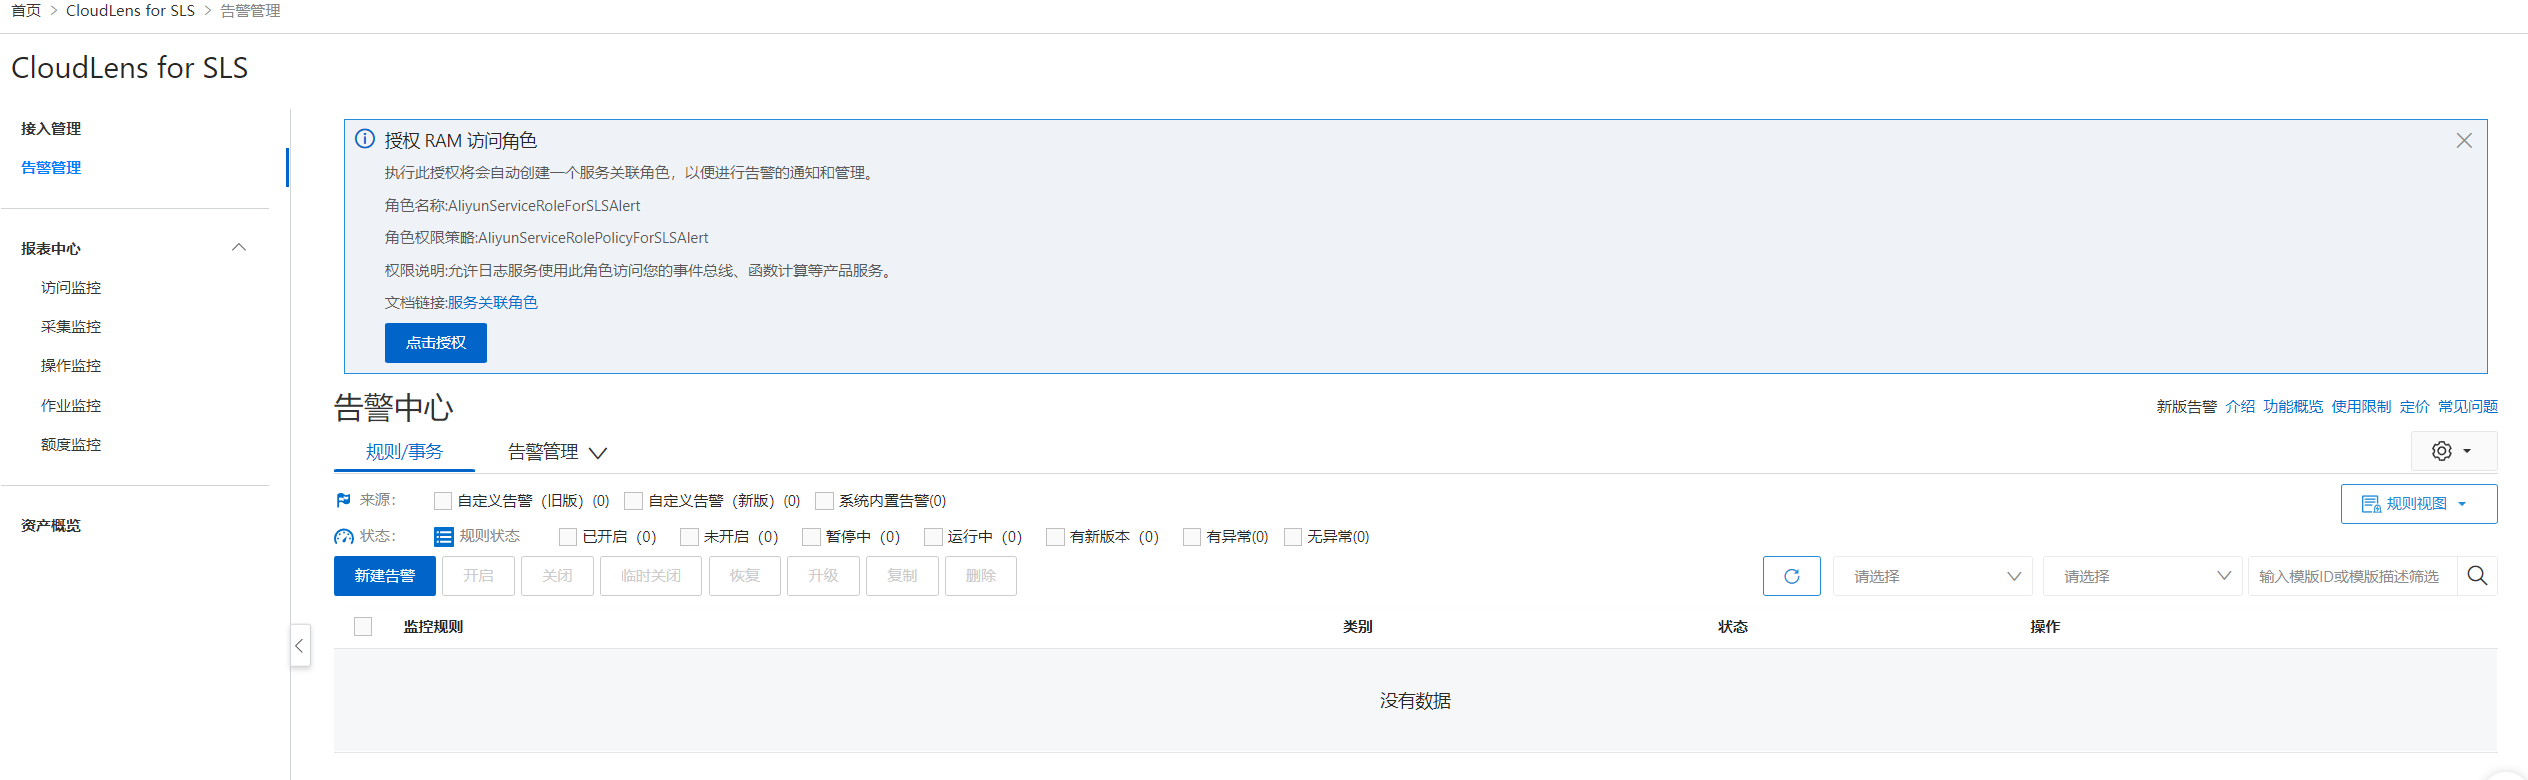 首页 > CloudLens for SLS > 告警管理
CloudLens for SLS
接入管理
告警管理
报表中心
访问监控
采集监控
操作监控
作业监控
额度监控
资产概览
授权 RAM 访问角色
执行此授权将会自动创建一个服务关联角色，以便进行告警的通知和管理。
角色名称:AliyunServiceRoleForSLSAlert
角色权限策略:AliyunServiceRolePolicyForSLSAlert
权限说明:允许日志服务使用此角色访问您的事件总线、函数计算等产品服务。
文档链接:服务关联角色
点击授权
告警中心
新版告警 介绍 功能概览 使用限制 定价 常见问题
规则/事务 告警管理
来源： 自定义告警（旧版）(0) 自定义告警（新版）(0) 系统内置告警(0)
规则视图
状态： 规则状态 已开启（0） 未开启（0） 暂停中（0） 运行中（0） 有新版本（0） 有异常(0) 无异常(0)
新建告警 开启 关闭 临时关闭 恢复 升级 复制 删除 请选择 请选择 输入模版ID或模版描述筛选
监控规则 类别 状态 操作
没有数据